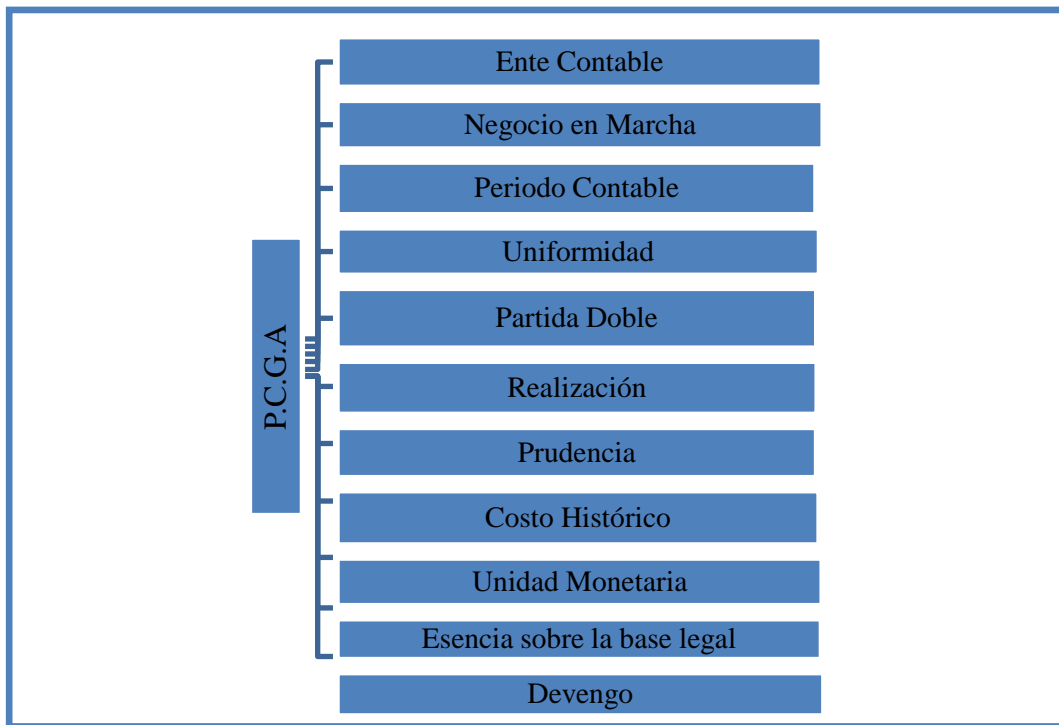 P.C.G.A
Ente Contable
Negocio en Marcha
Periodo Contable
Uniformidad
Partida Doble
Realización
Prudencia
Costo Histórico
Unidad Monetaria
Esencia sobre la base legal
Devengo